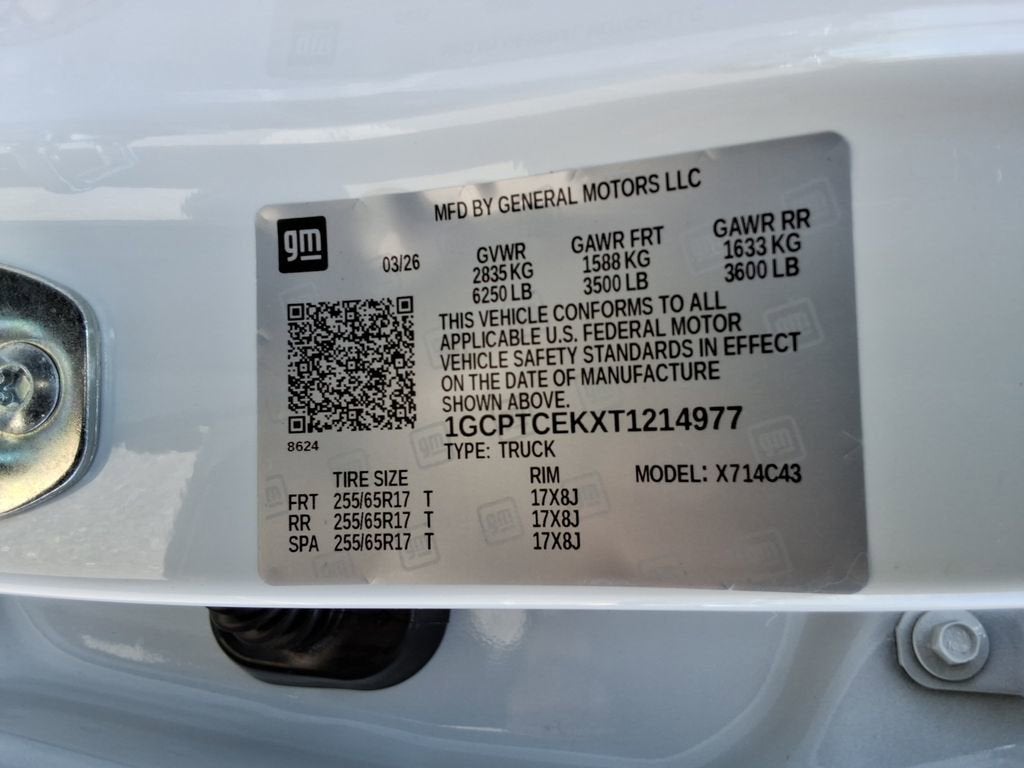 MFD BY GENERAL MOTORS LLC
gm
03/26
GVWR
2835 KG
6250 LB
GAWR FRT
1588 KG
3500 LB
GAWR RR
1633 KG
3600 LB
THIS VEHICLE CONFORMS TO ALL
APPLICABLE U.S. FEDERAL MOTOR
VEHICLE SAFETY STANDARDS IN EFFECT
ON THE DATE OF MANUFACTURE
SHOWN ABOVE.
1GCPTCEKXT1214977
8624
TYPE: TRUCK
TIRE SIZE RIM MODEL: X714C43
FRT 255/65R17 T 17X8J
RR 255/65R17 T 17X8J
SPA 255/65R17 T 17X8J